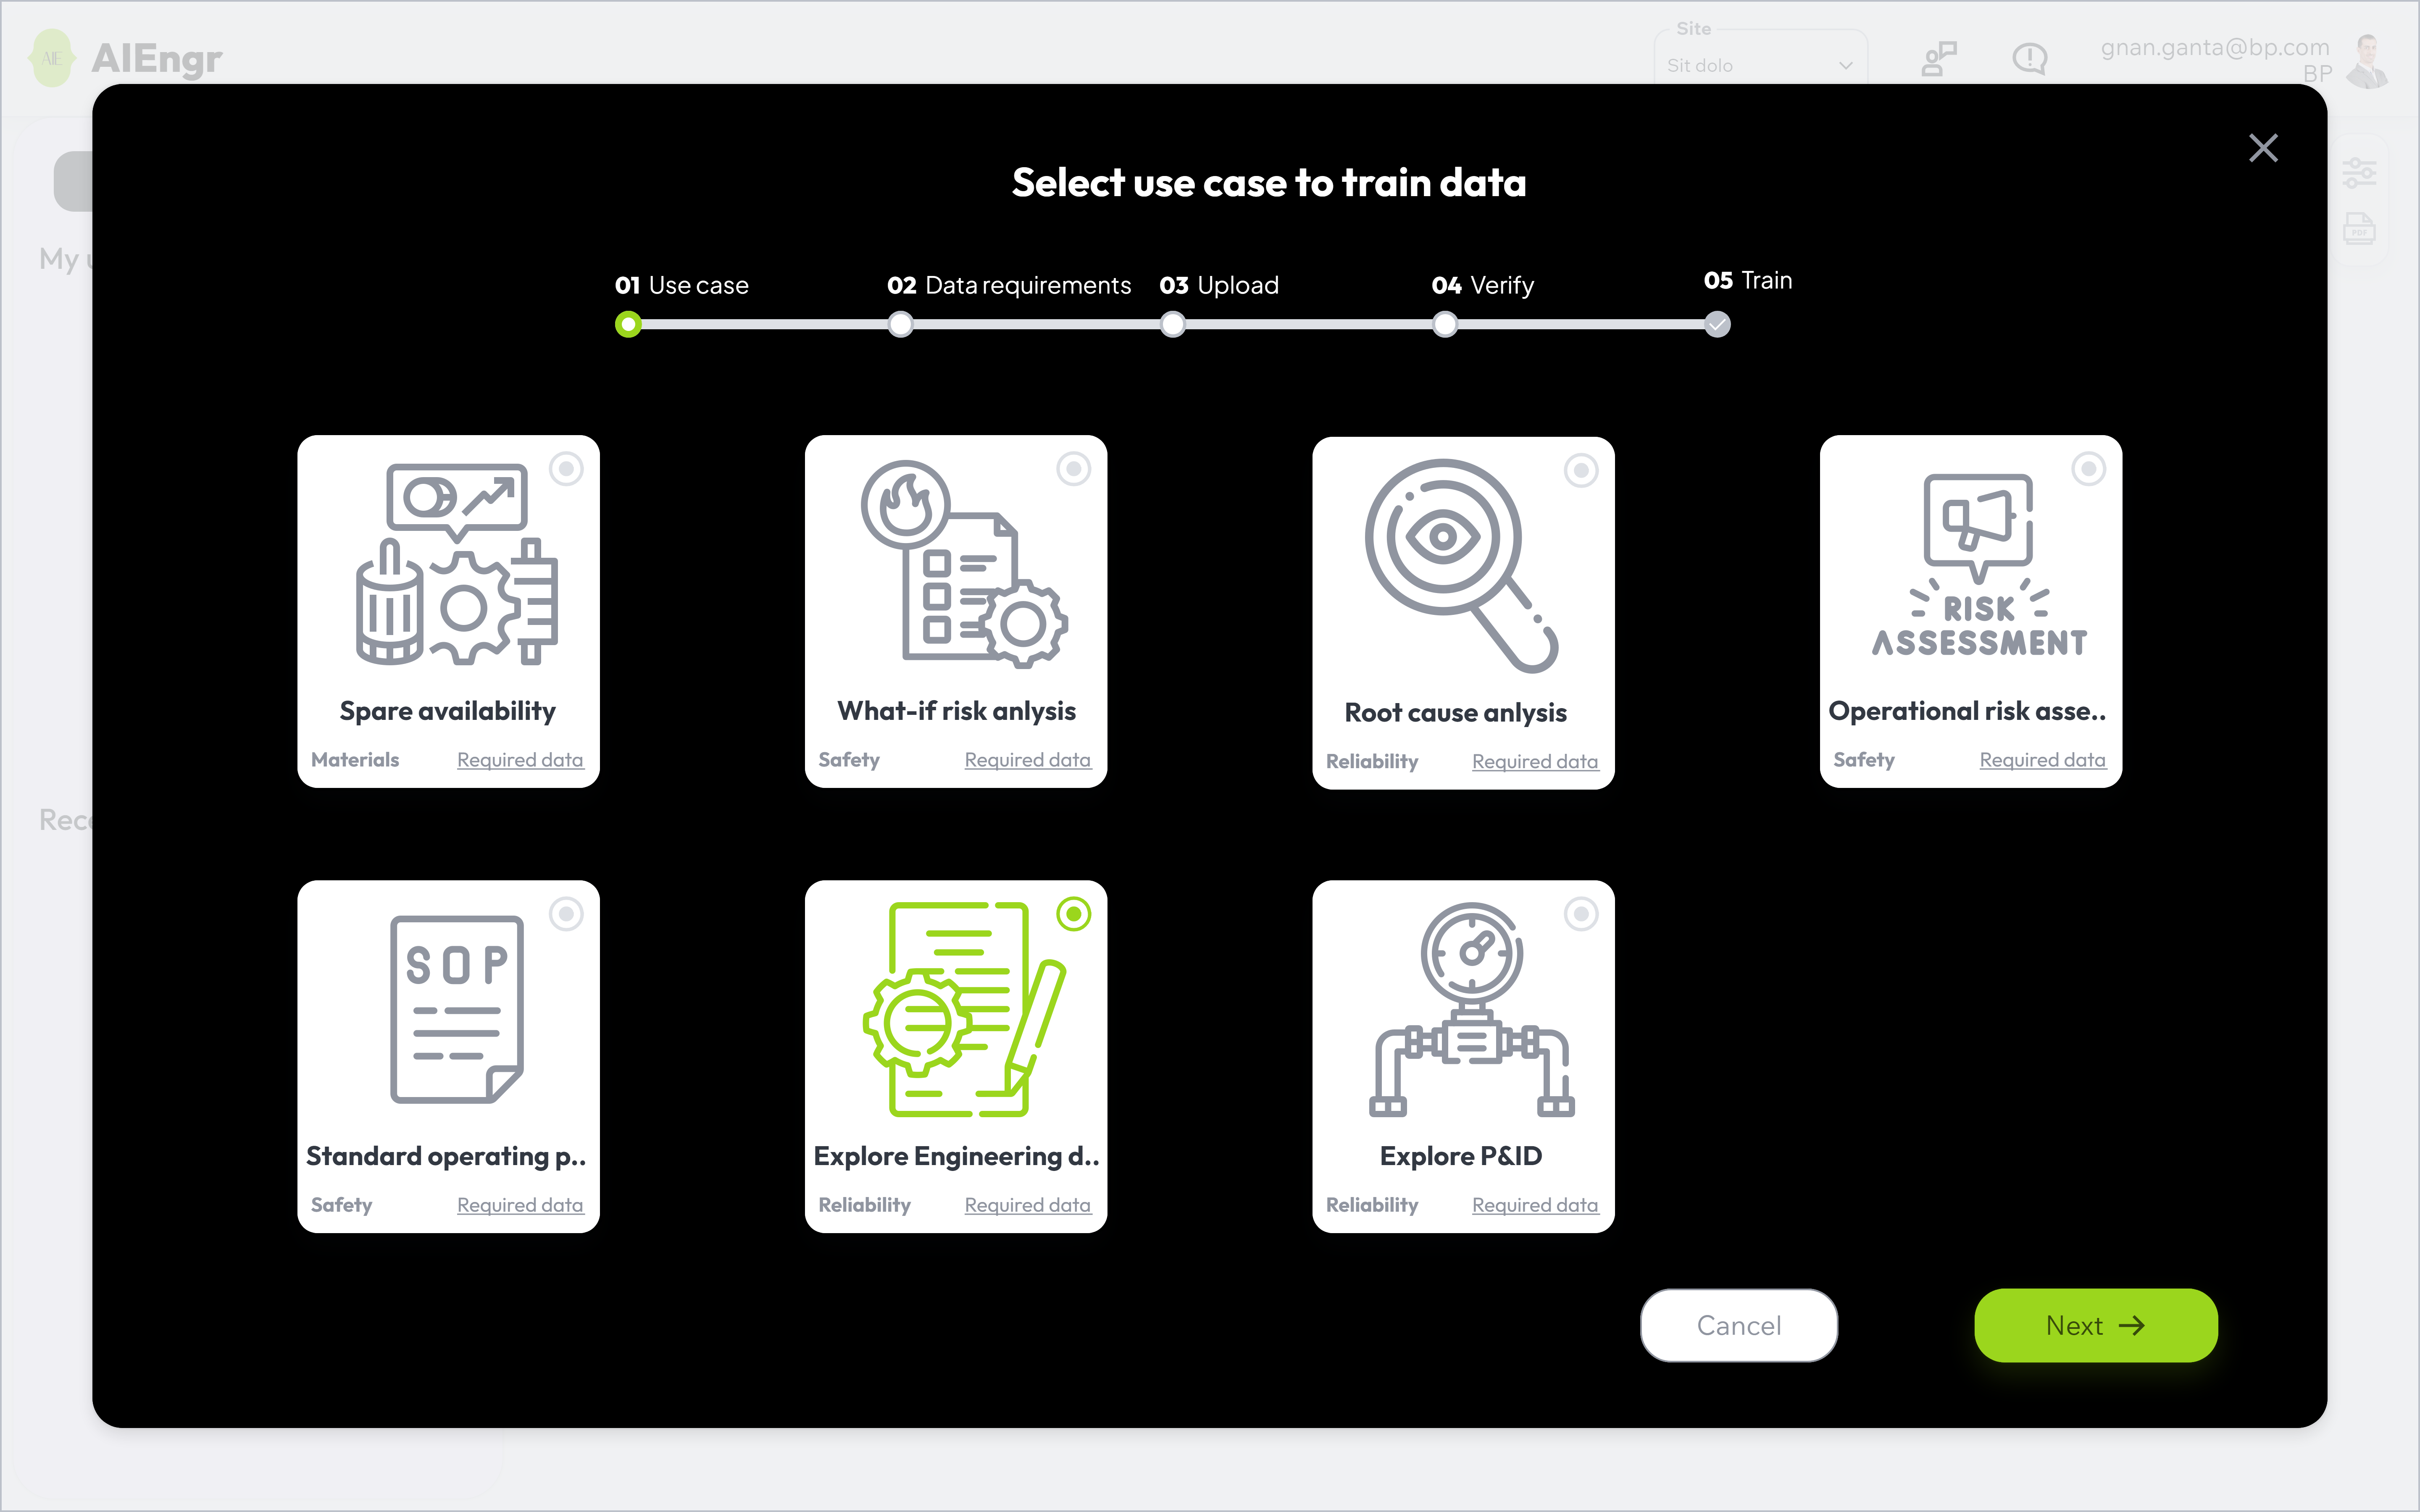 AIE AIEngr
Site
Sit dolo
gnan.ganta@bp.com
BP
Select use case to train data
01 Use case
02 Data requirements
03 Upload
04 Verify
05 Train
My u
PDF
RISK
ASSESSMENT
Spare availability
Materials Required data
What-if risk anlysis
Safety Required data
Root cause anlysis
Reliability Required data
Operational risk asse..
Safety Required data
Rece
SOP
Standard operating p..
Safety Required data
Explore Engineering d..
Reliability Required data
Explore P&ID
Reliability Required data
Cancel
Next →